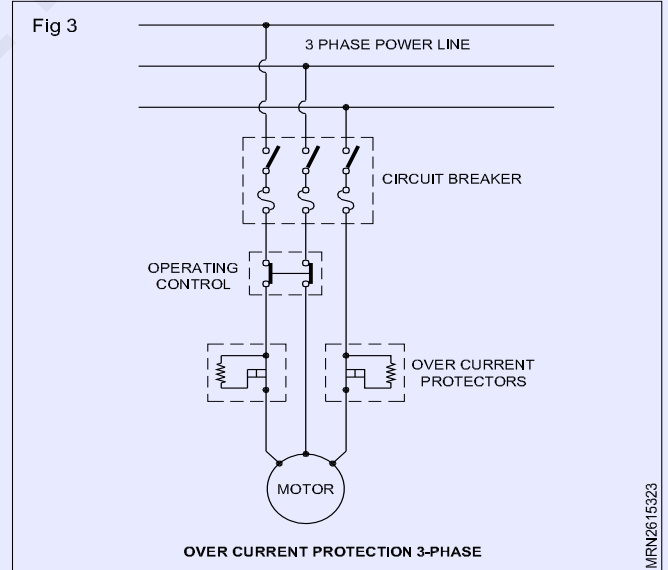 Fig 3
3 PHASE POWER LINE
CIRCUIT BREAKER
OPERATING
CONTROL
OVER CURRENT
PROTECTORS
MOTOR
OVER CURRENT PROTECTION 3-PHASE
MRN2615323